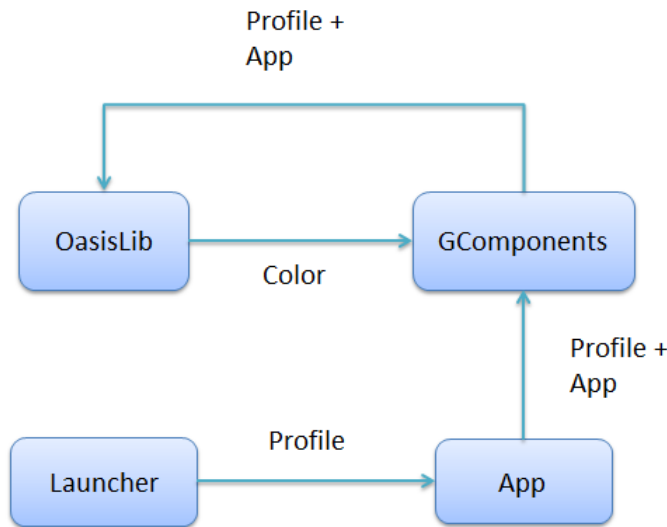 Profile +
App
OasisLib
GComponents
Color
Profile +
App
Profile
Launcher
App